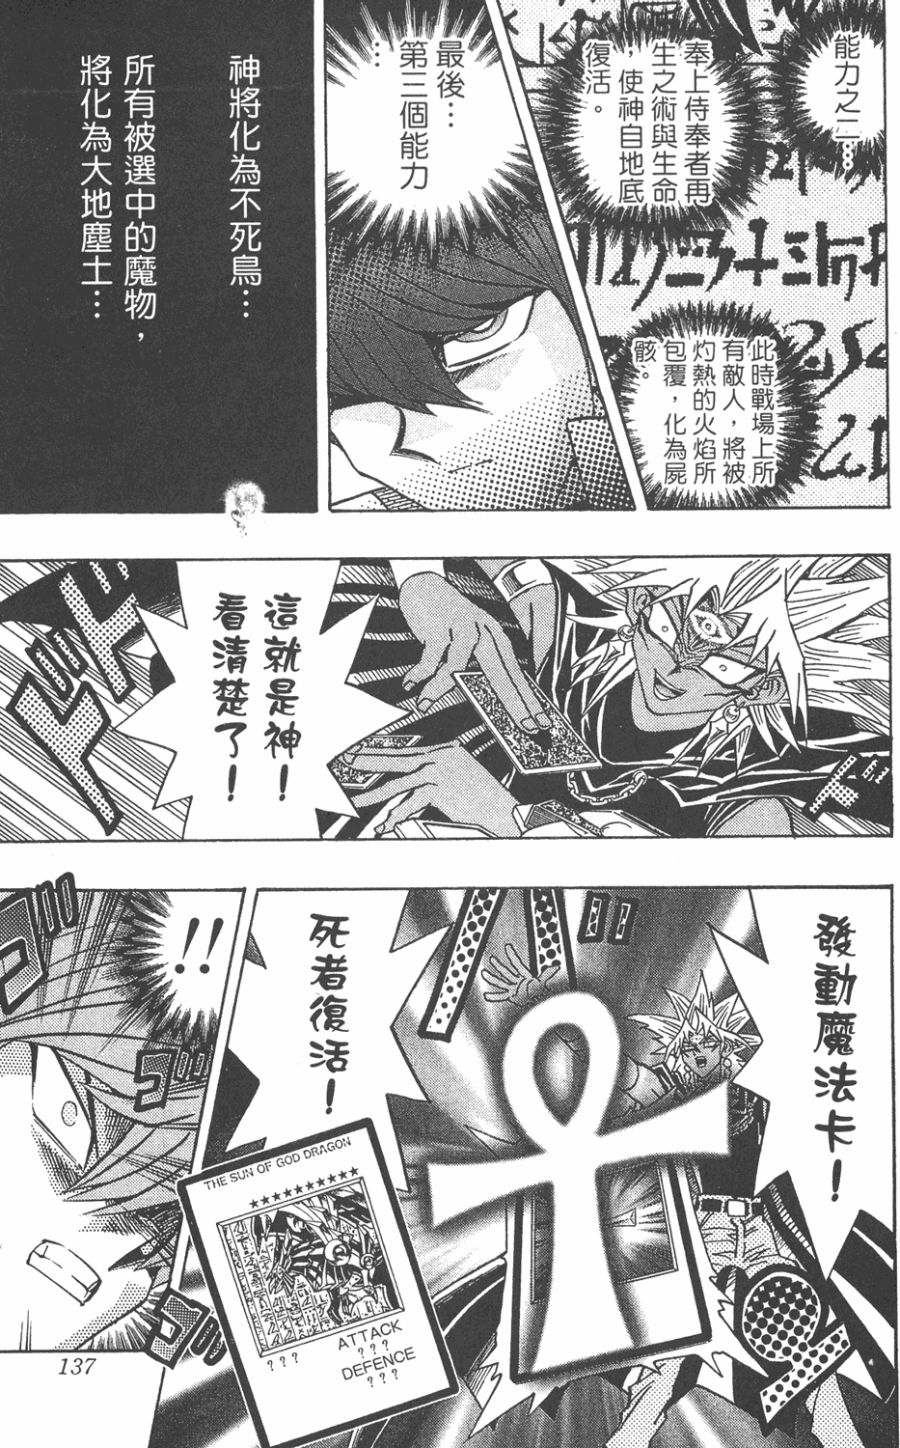 能力之二…
奉上侍奉者再
生之術與生命
，使神自地底
復活。
此時戰場上所
有敵人，將被
灼熱的火焰所
包覆，化為屍
骸。
最後…
第三個能力
…
神將化為不死鳥…
所有被選中的魔物，
將化為大地塵土…
這就是神！
看清楚了！
ドドド
ド
發動魔法卡！
死者復活！
THE SUN OF GOD DRAGON
★★★★★★★★★★
???
ATTACK
???
DEFENCE
???
!!
137